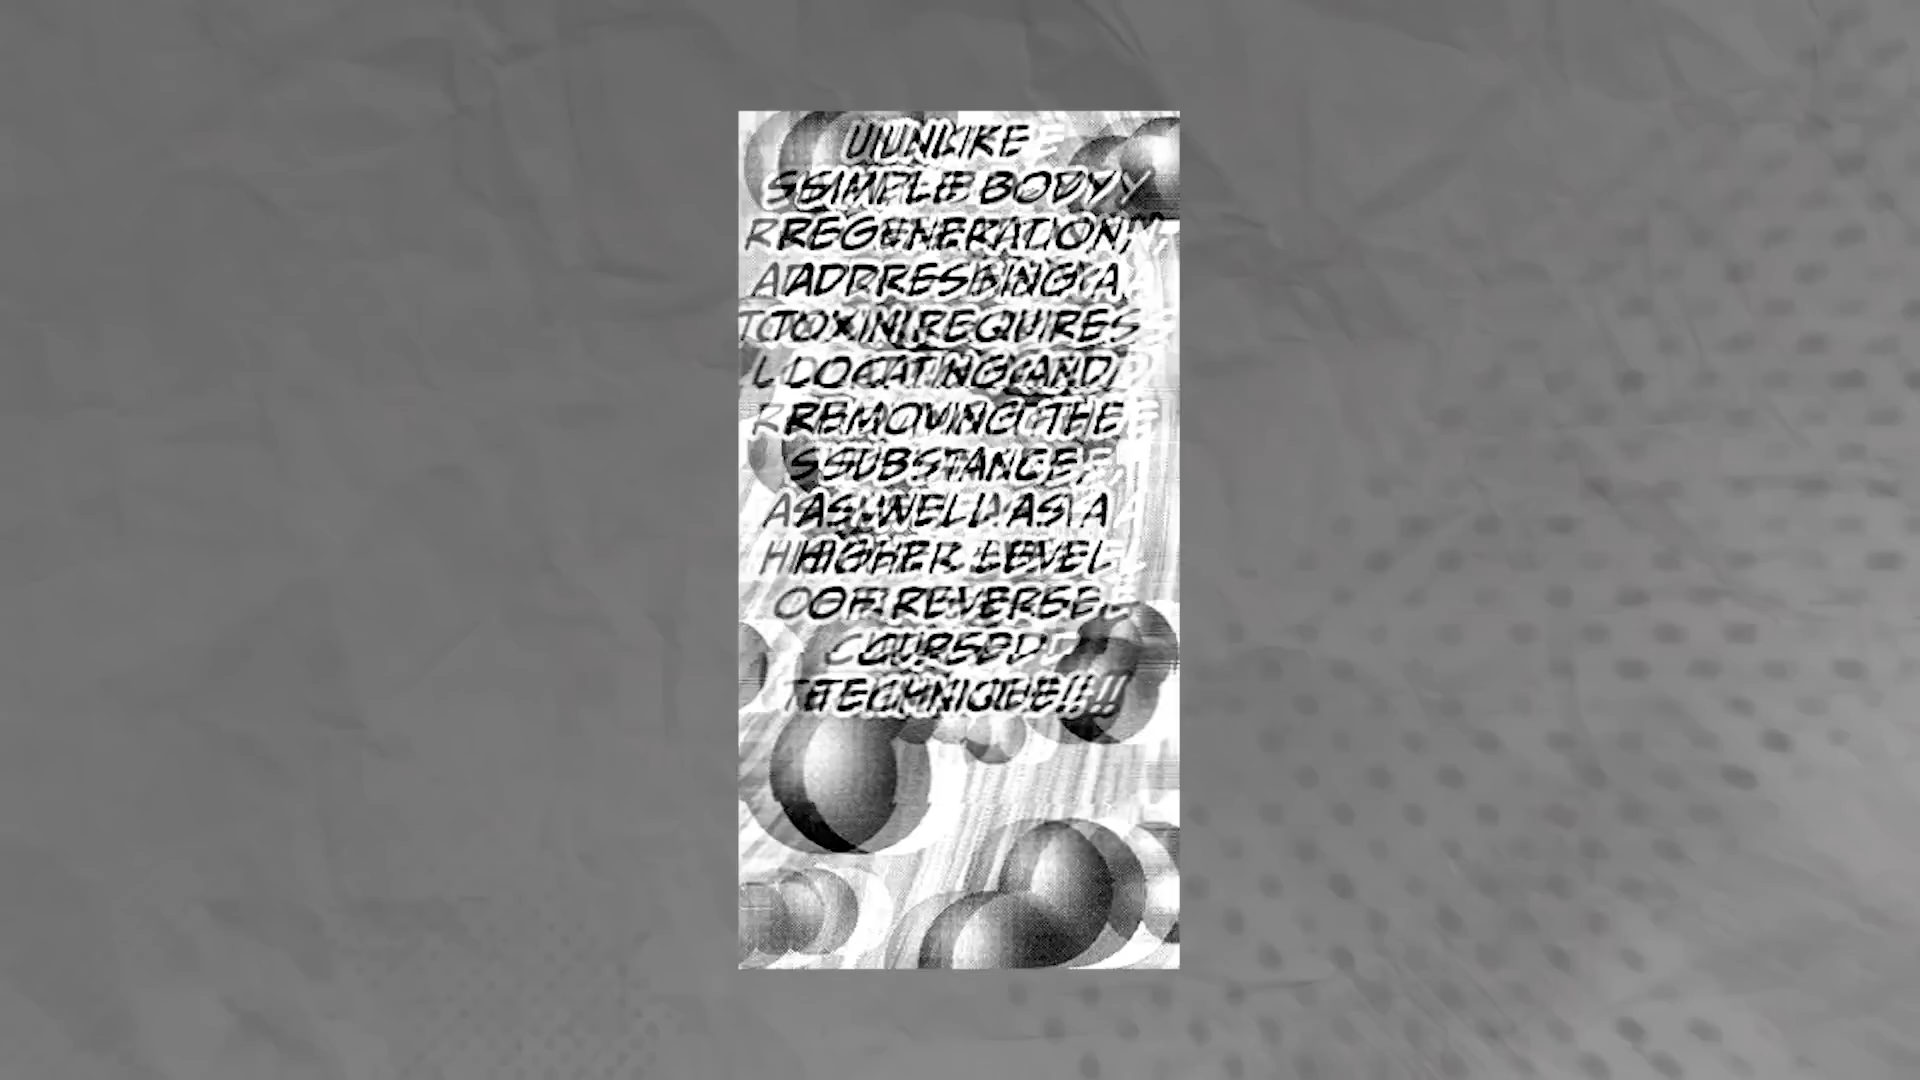 UNLIKE
SIMPLE BODY
REGENERATION,
ADDRESSING A
TOXIN REQUIRES
LOCATING AND
REMOVING THE
SUBSTANCE,
AS WELL AS A
HIGHER LEVEL
OF REVERSE
CURSED
TECHNIQUE!!